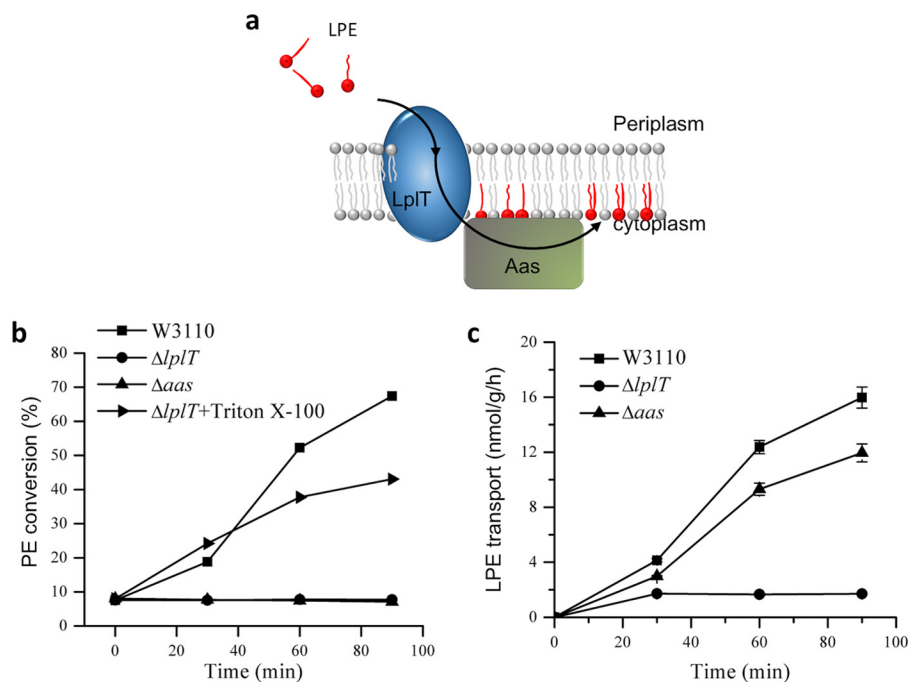 a
LPE
Periplasm
LplT
cytoplasm
Aas
b
W3110
ΔlplT
Δaas
ΔlplT+Triton X-100
80
70
60
50
40
30
20
10
0
PE conversion (%)
0 20 40 60 80 100
Time (min)
c
W3110
ΔlplT
Δaas
20
16
12
8
4
0
LPE transport (nmol/g/h)
0 20 40 60 80 100
Time (min)